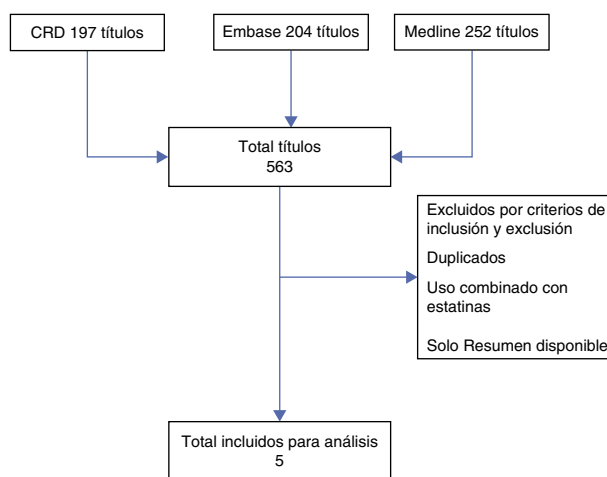 CRD 197 títulos
Embase 204 títulos
Medline 252 títulos
Total títulos
563
Excluidos por criterios de
inclusión y exclusión
Duplicados
Uso combinado con
estatinas
Solo Resumen disponible
Total incluidos para análisis
5